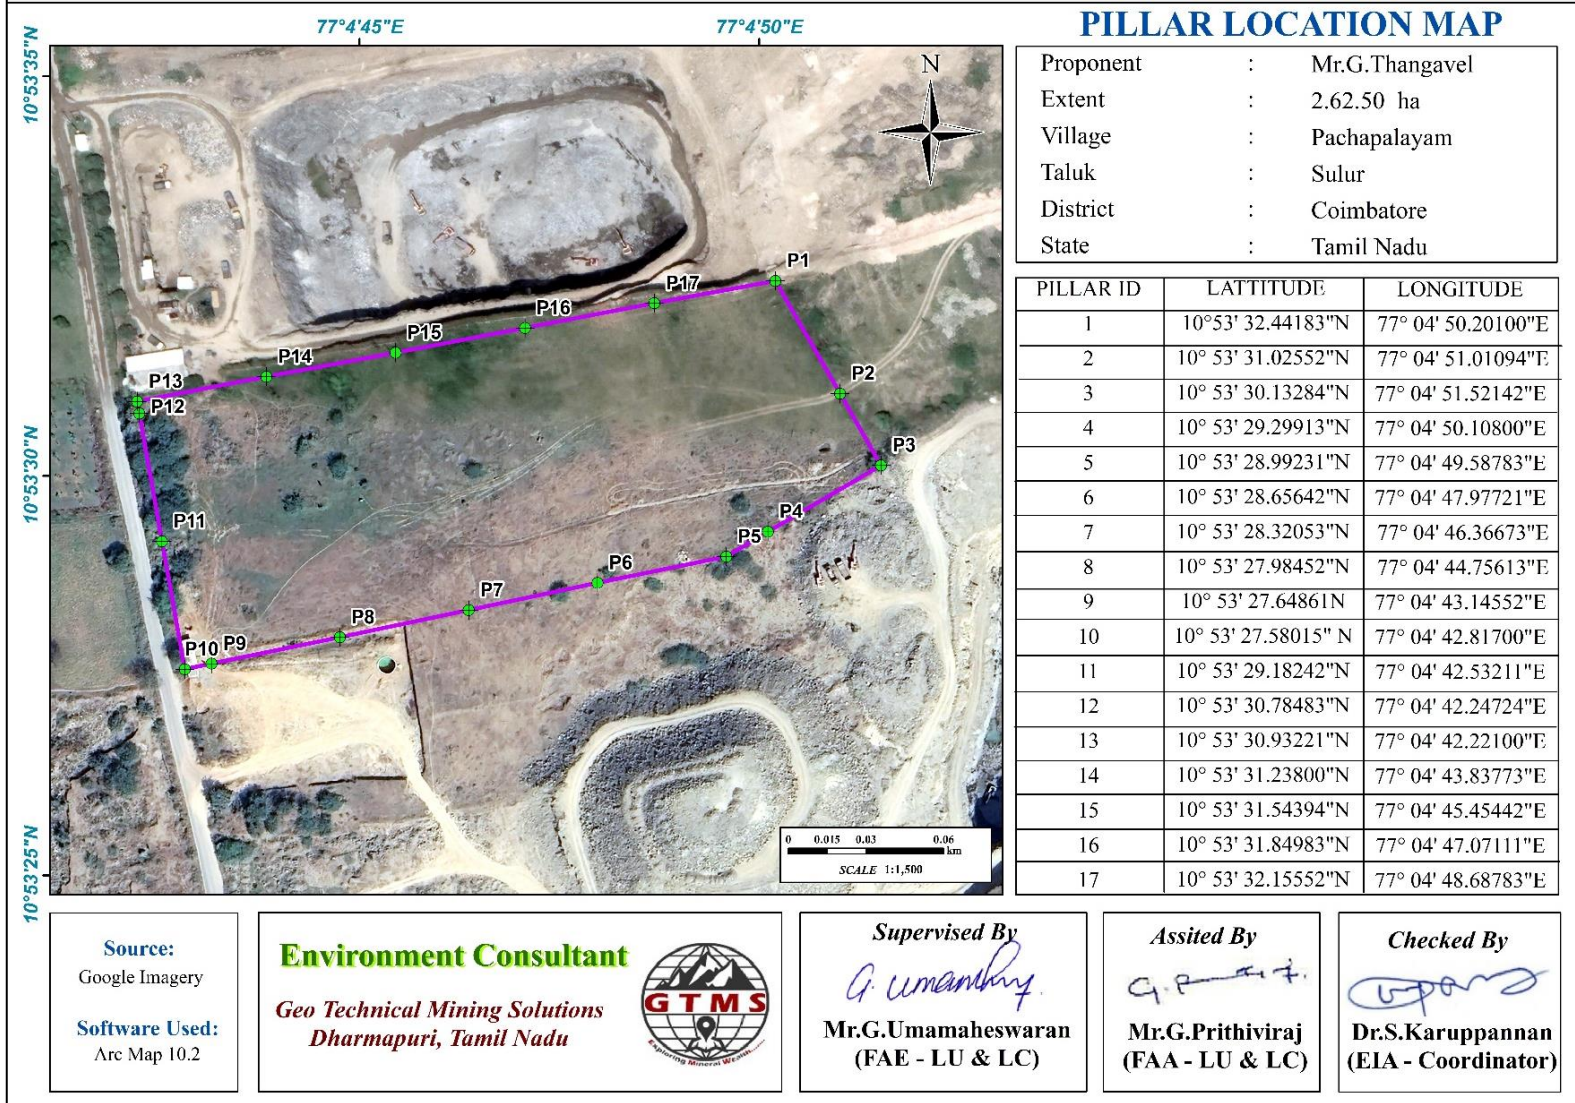 PILLAR LOCATION MAP
77°4'45"E
77°4'50"E
10°53'35"N
10°53'30"N
10°53'25"N
N
Proponent : Mr.G.Thangavel
Extent : 2.62.50 ha
Village : Pachapalayam
Taluk : Sulur
District : Coimbatore
State : Tamil Nadu
P1
P17
P16
P15
P14
P13
P12
P2
P3
P11
P4
P5
P6
P7
P8
P10
P9
0 0.015 0.03 0.06
km
SCALE 1:1,500
PILLAR ID LATTITUDE LONGITUDE
1 10°53' 32.44183"N 77° 04' 50.20100"E
2 10° 53' 31.02552"N 77° 04' 51.01094"E
3 10° 53' 30.13284"N 77° 04' 51.52142"E
4 10° 53' 29.29913"N 77° 04' 50.10800"E
5 10° 53' 28.99231"N 77° 04' 49.58783"E
6 10° 53' 28.65642"N 77° 04' 47.97721"E
7 10° 53' 28.32053"N 77° 04' 46.36673"E
8 10° 53' 27.98452"N 77° 04' 44.75613"E
9 10° 53' 27.64861N 77° 04' 43.14552"E
10 10° 53' 27.58015" N 77° 04' 42.81700"E
11 10° 53' 29.18242"N 77° 04' 42.53211"E
12 10° 53' 30.78483"N 77° 04' 42.24724"E
13 10° 53' 30.93221"N 77° 04' 42.22100"E
14 10° 53' 31.23800"N 77° 04' 43.83773"E
15 10° 53' 31.54394"N 77° 04' 45.45442"E
16 10° 53' 31.84983"N 77° 04' 47.07111"E
17 10° 53' 32.15552"N 77° 04' 48.68783"E
Source:
Google Imagery
Software Used:
Arc Map 10.2
Environment Consultant
Geo Technical Mining Solutions
Dharmapuri, Tamil Nadu
GTMS
Exploring Mineral Wealth......
Supervised By
Mr.G.Umamaheswaran
(FAE - LU & LC)
Assited By
Mr.G.Prithiviraj
(FAA - LU & LC)
Checked By
Dr.S.Karuppannan
(EIA - Coordinator)